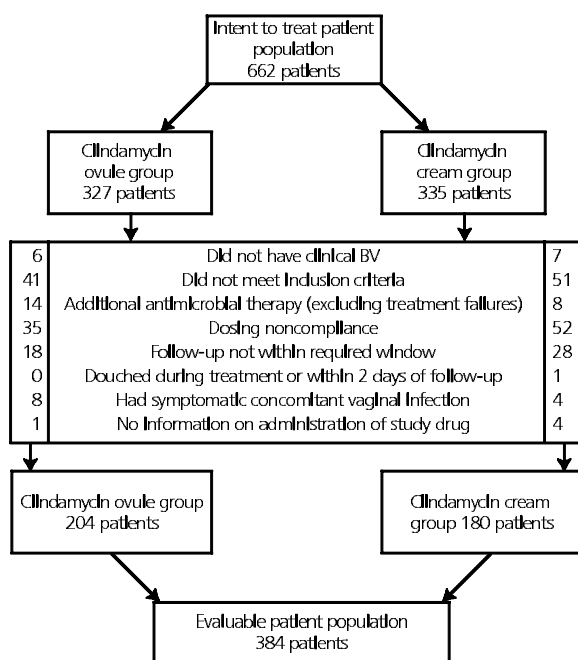 Intent to treat patient
population
662 patients
Clindamycin
ovule group
327 patients
Clindamycin
cream group
335 patients
6 Did not have clinical BV 7
41 Did not meet inclusion criteria 51
14 Additional antimicrobial therapy (excluding treatment failures) 8
35 Dosing noncompliance 52
18 Follow-up not within required window 28
0 Douched during treatment or within 2 days of follow-up 1
8 Had symptomatic concomitant vaginal infection 4
1 No information on administration of study drug 4
Clindamycin ovule group
204 patients
Clindamycin cream
group 180 patients
Evaluable patient population
384 patients